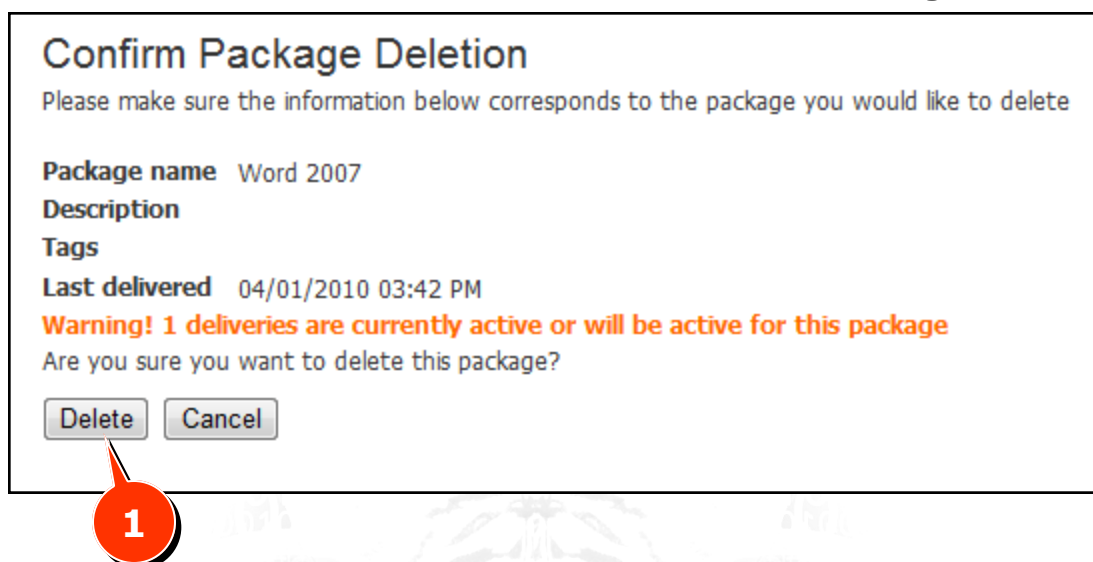 Confirm Package Deletion
Please make sure the information below corresponds to the package you would like to delete
Package name Word 2007
Description
Tags
Last delivered 04/01/2010 03:42 PM
Warning! 1 deliveries are currently active or will be active for this package
Are you sure you want to delete this package?
Delete Cancel
1